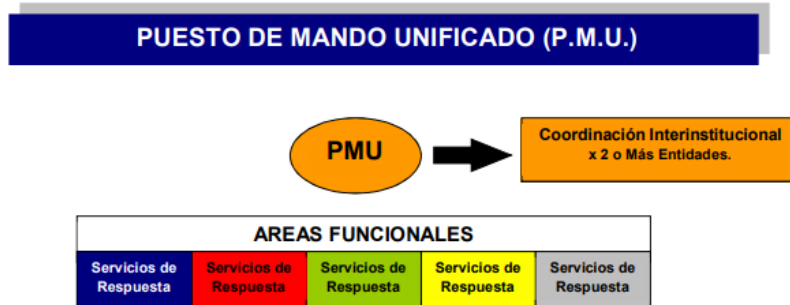 PUESTO DE MANDO UNIFICADO (P.M.U.)
PMU
Coordinación Interinstitucional
x 2 o Más Entidades.
AREAS FUNCIONALES
Servicios de Respuesta
Servicios de Respuesta
Servicios de Respuesta
Servicios de Respuesta
Servicios de Respuesta